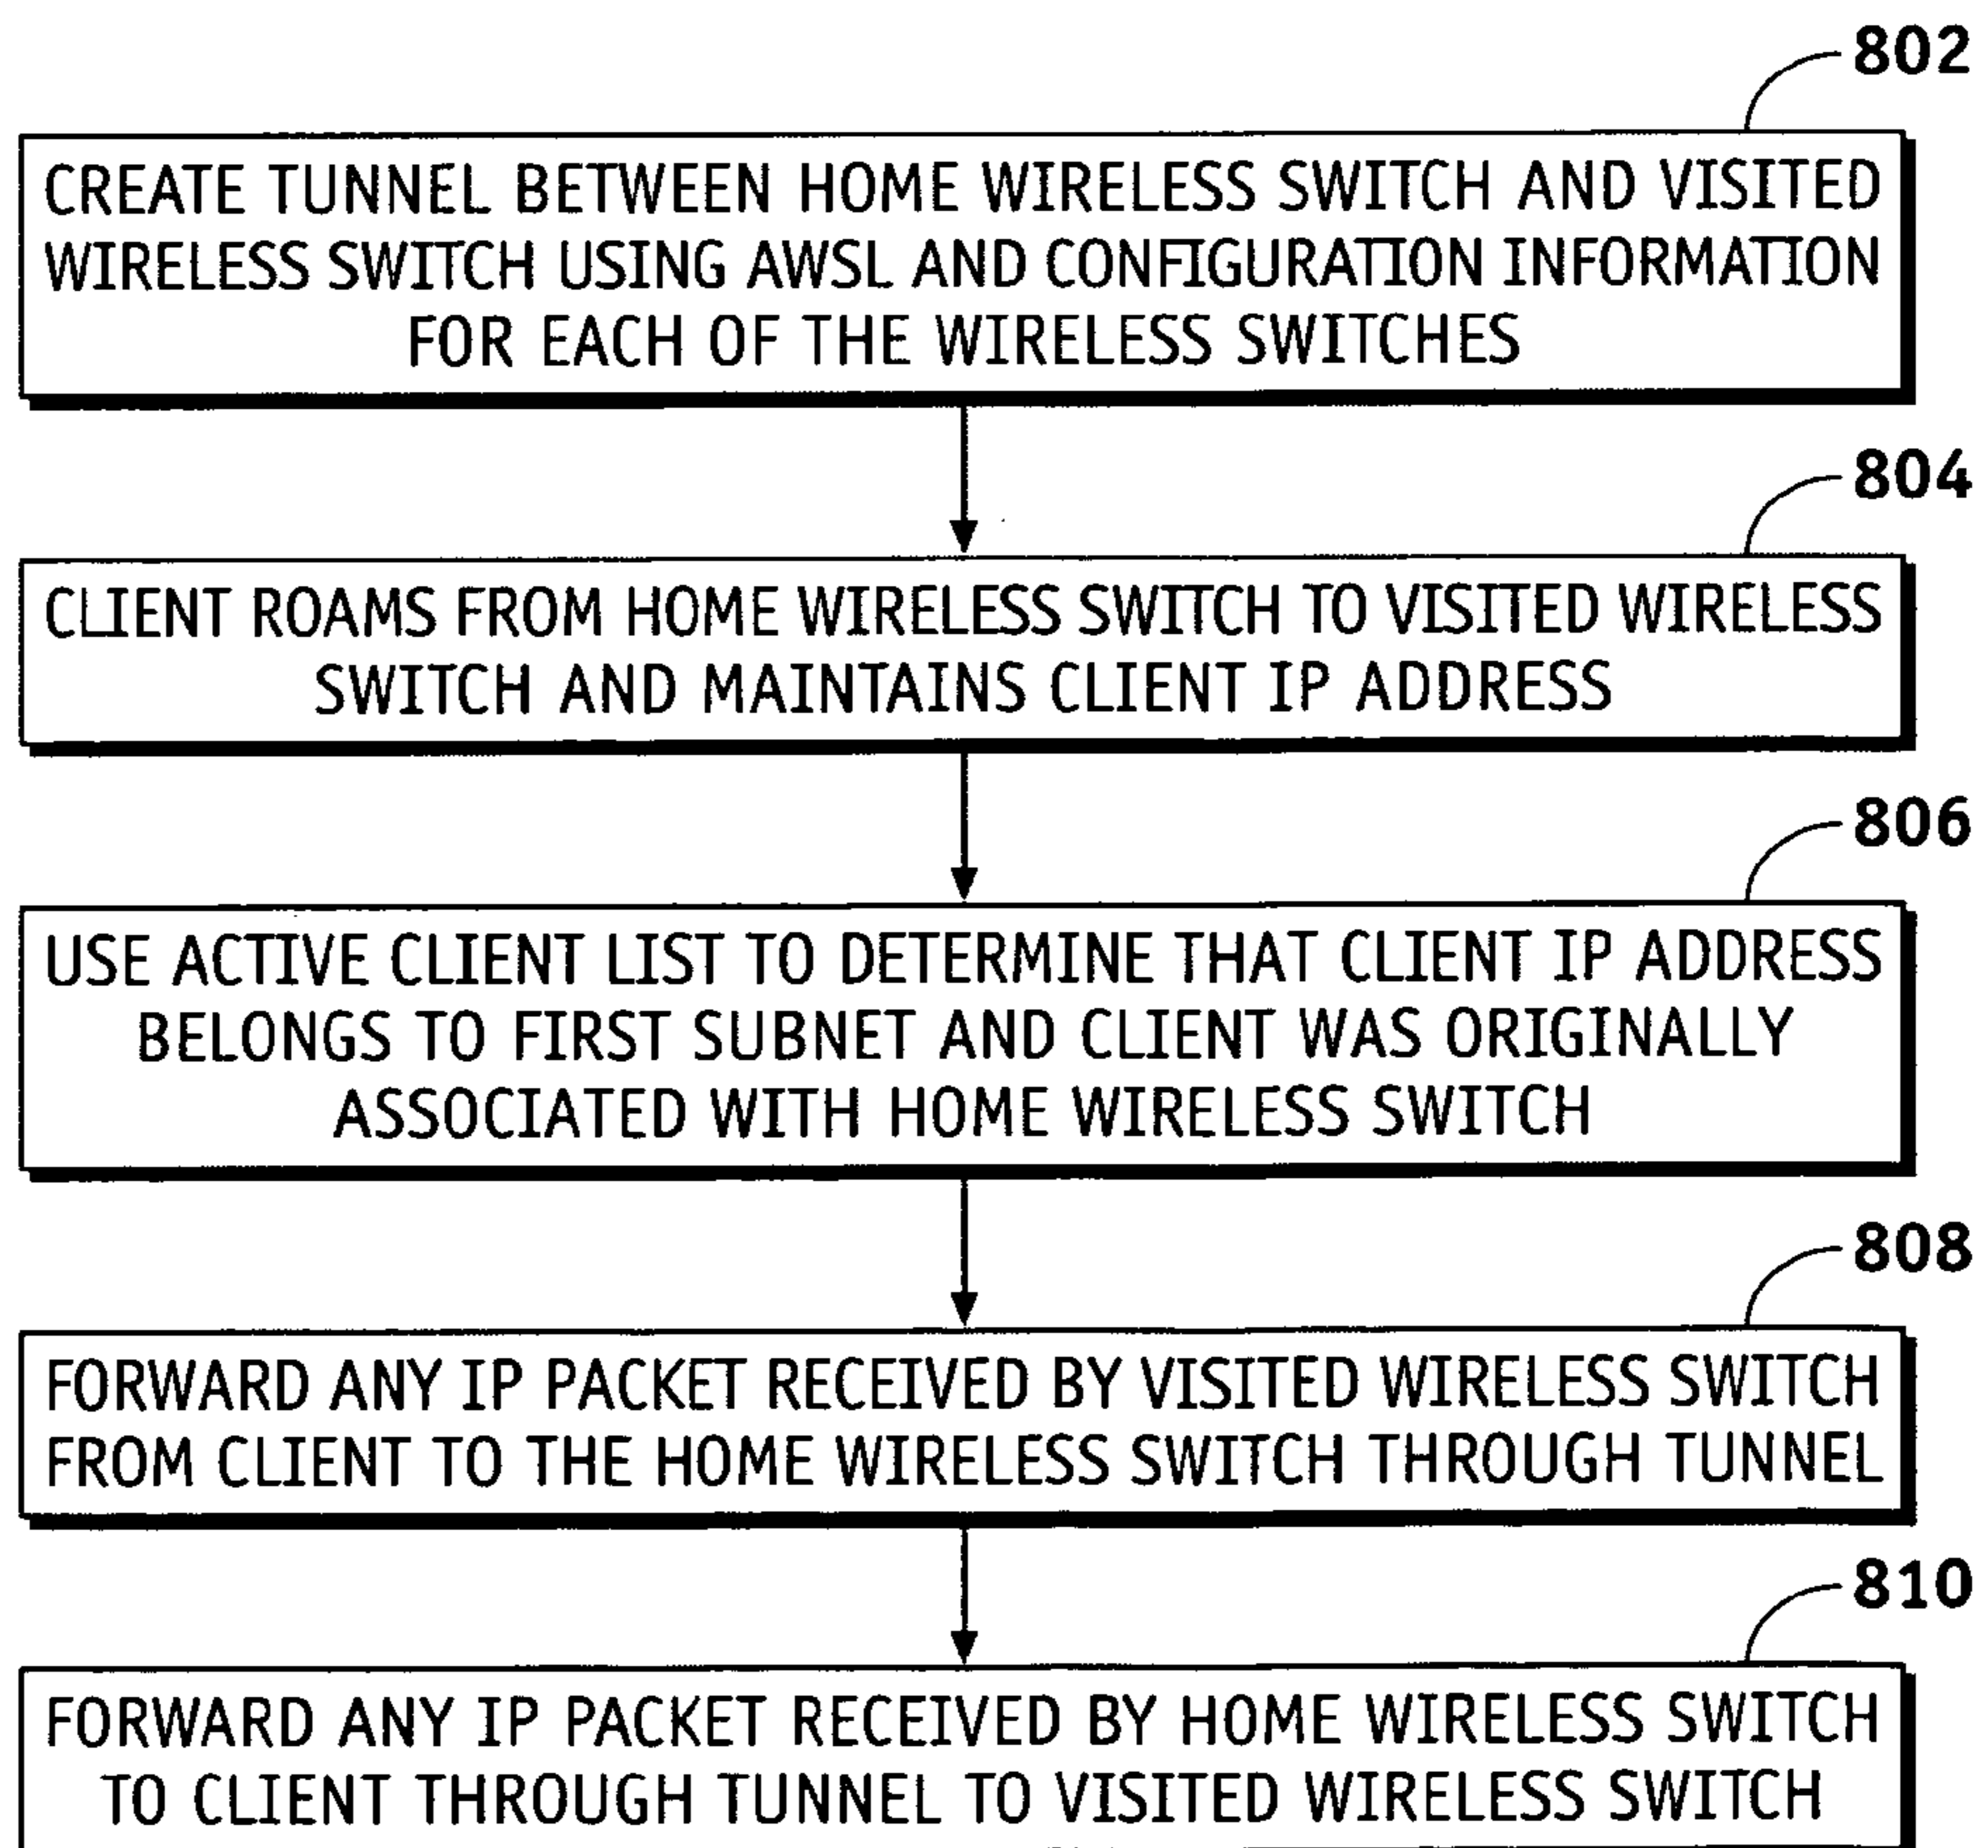 802
CREATE TUNNEL BETWEEN HOME WIRELESS SWITCH AND VISITED
WIRELESS SWITCH USING AWSL AND CONFIGURATION INFORMATION
FOR EACH OF THE WIRELESS SWITCHES
804
CLIENT ROAMS FROM HOME WIRELESS SWITCH TO VISITED WIRELESS
SWITCH AND MAINTAINS CLIENT IP ADDRESS
806
USE ACTIVE CLIENT LIST TO DETERMINE THAT CLIENT IP ADDRESS
BELONGS TO FIRST SUBNET AND CLIENT WAS ORIGINALLY
ASSOCIATED WITH HOME WIRELESS SWITCH
808
FORWARD ANY IP PACKET RECEIVED BY VISITED WIRELESS SWITCH
FROM CLIENT TO THE HOME WIRELESS SWITCH THROUGH TUNNEL
810
FORWARD ANY IP PACKET RECEIVED BY HOME WIRELESS SWITCH
TO CLIENT THROUGH TUNNEL TO VISITED WIRELESS SWITCH